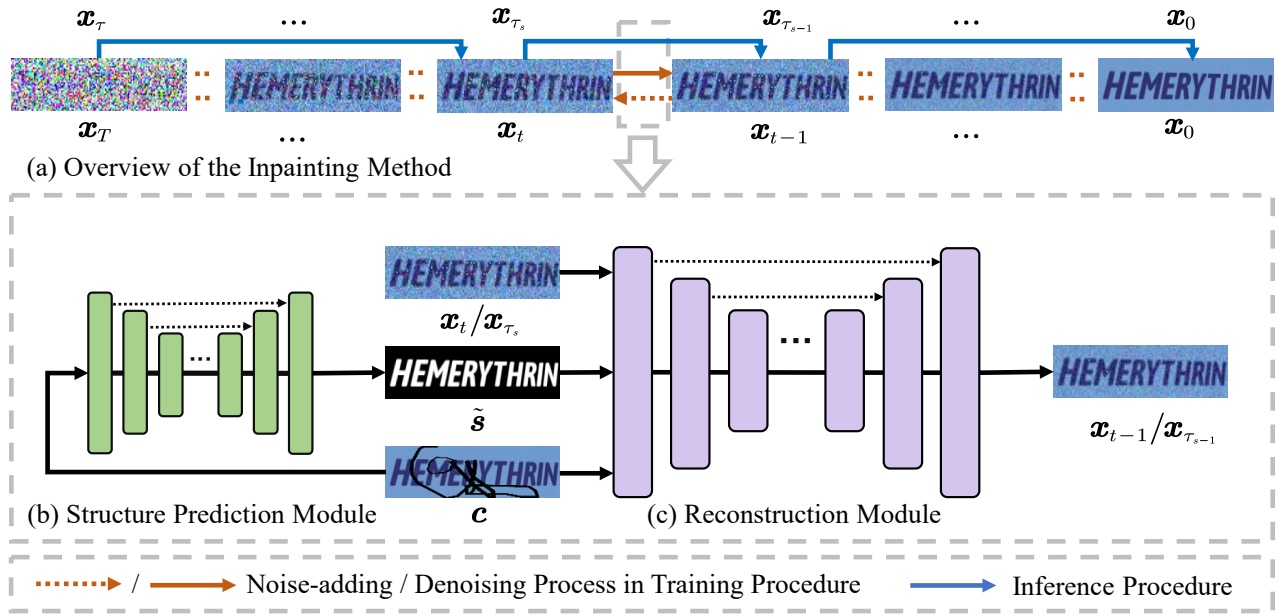 x_τ ... x_{τ_s} x_{τ_{s-1}} ... x_0
HEMERYTHRIN HEMERYTHRIN HEMERYTHRIN HEMERYTHRIN HEMERYTHRIN
x_T ... x_t x_{t-1} ... x_0
(a) Overview of the Inpainting Method
HEMERYTHRIN
x_t/x_{τ_s}
...
HEMERYTHRIN
s̃
...
HEMERYTHRIN
x_{t-1}/x_{τ_{s-1}}
HEMERYTHRIN
c
(b) Structure Prediction Module
(c) Reconstruction Module
/ Noise-adding / Denoising Process in Training Procedure
Inference Procedure